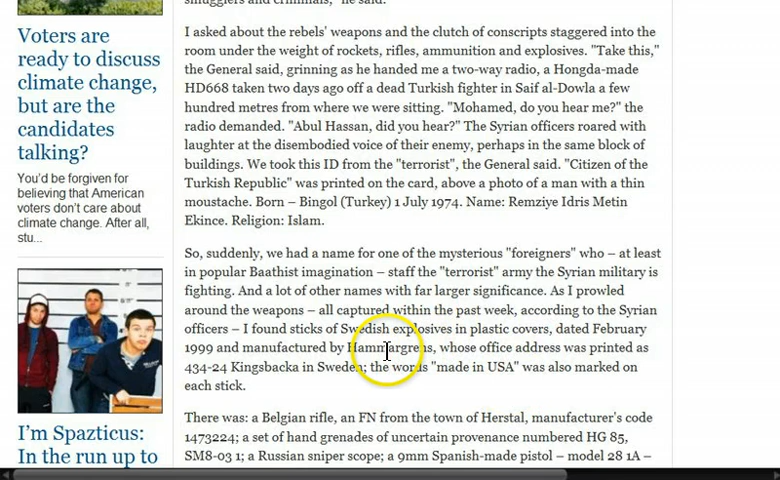 Voters are
ready to discuss
climate change,
but are the
candidates
talking?
You'd be forgiven for
believing that American
voters don't care about
climate change. After all,
stu...
I'm Spazticus:
In the run up to
smugglers and criminals," he said.
I asked about the rebels' weapons and the clutch of conscripts staggered into the
room under the weight of rockets, rifles, ammunition and explosives. "Take this,"
the General said, grinning as he handed me a two-way radio, a Hongda-made
HD668 taken two days ago off a dead Turkish fighter in Saif al-Dowla a few
hundred metres from where we were sitting. "Mohamed, do you hear me?" the
radio demanded. "Abul Hassan, did you hear?" The Syrian officers roared with
laughter at the disembodied voice of their enemy, perhaps in the same block of
buildings. We took this ID from the "terrorist", the General said. "Citizen of the
Turkish Republic" was printed on the card, above a photo of a man with a thin
moustache. Born – Bingol (Turkey) 1 July 1974. Name: Remziye Idris Metin
Ekince. Religion: Islam.
So, suddenly, we had a name for one of the mysterious "foreigners" who – at least
in popular Baathist imagination – staff the "terrorist" army the Syrian military is
fighting. And a lot of other names with far larger significance. As I prowled
around the weapons – all captured within the past week, according to the Syrian
officers – I found sticks of Swedish explosives in plastic covers, dated February
1999 and manufactured by Hammargrens, whose office address was printed as
434-24 Kingsbacka in Sweden; the words "made in USA" was also marked on
each stick.
There was: a Belgian rifle, an FN from the town of Herstal, manufacturer's code
1473224; a set of hand grenades of uncertain provenance numbered HG 85,
SM8-03 1; a Russian sniper scope; a 9mm Spanish-made pistol – model 28 1A –